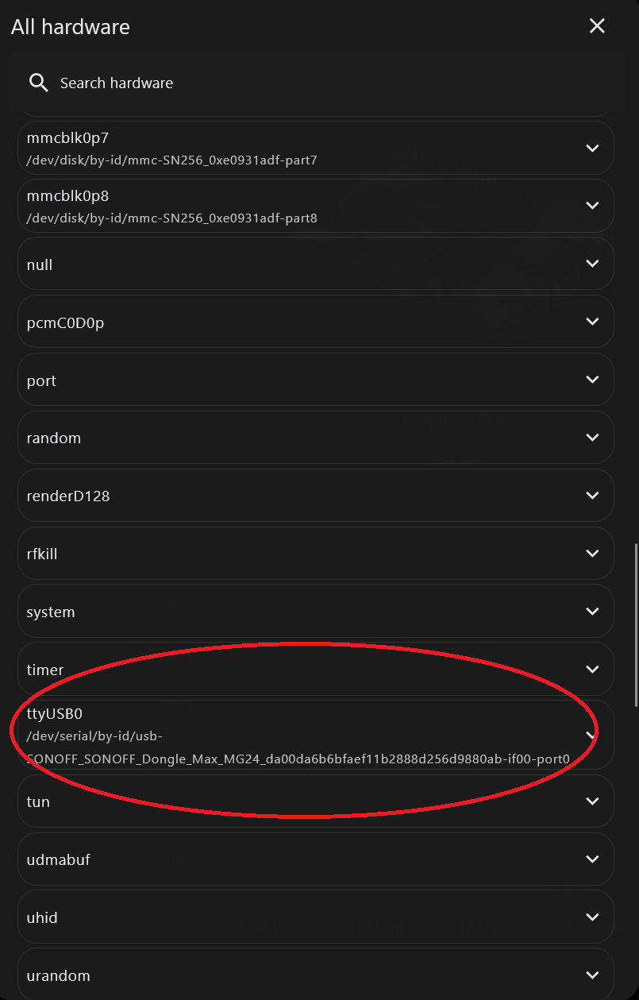 All hardware
Search hardware
mmcblk0p7
/dev/disk/by-id/mmc-SN256_0xe0931adf-part7
mmcblk0p8
/dev/disk/by-id/mmc-SN256_0xe0931adf-part8
null
pcmC0D0p
port
random
renderD128
rfkill
system
timer
ttyUSB0
/dev/serial/by-id/usb-
SONOFF_SONOFF_Dongle_Max_MG24_da00da6b6bfaef11b2888d256d9880ab-if00-port0
tun
udmabuf
uhid
urandom